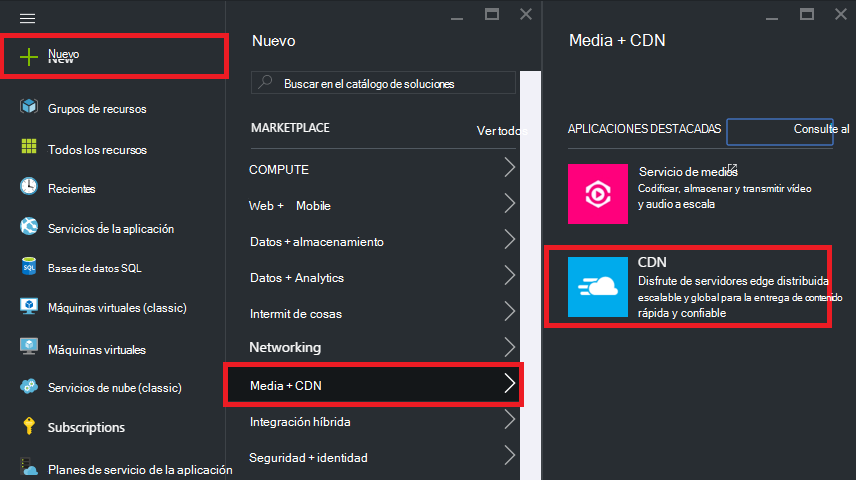 Nuevo
New
Grupos de recursos
Todos los recursos
Recientes
Servicios de la aplicación
SQL
Bases de datos SQL
Máquinas virtuales (classic)
Máquinas virtuales
Servicios de nube (classic)
Subscriptions
Planes de servicio de la aplicación
Nuevo
Buscar en el catálogo de soluciones
MARKETPLACE
Ver todos
COMPUTE
Web + Mobile
Datos + almacenamiento
Datos + Analytics
Intermit de cosas
Networking
Media + CDN
Integración híbrida
Seguridad + identidad
Media + CDN
APLICACIONES DESTACADAS
Consulte al
Servicio de medios
Codificar, almacenar y transmitir vídeo
y audio a escala
CDN
Disfrute de servidores edge distribuida
escalable y global para la entrega de contenido
rápida y confiable